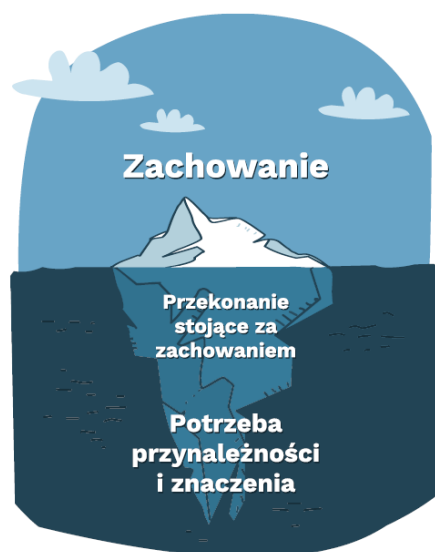 Zachowanie
Przekonanie
stojące za
zachowaniem
Potrzeba
przynależności
i znaczenia